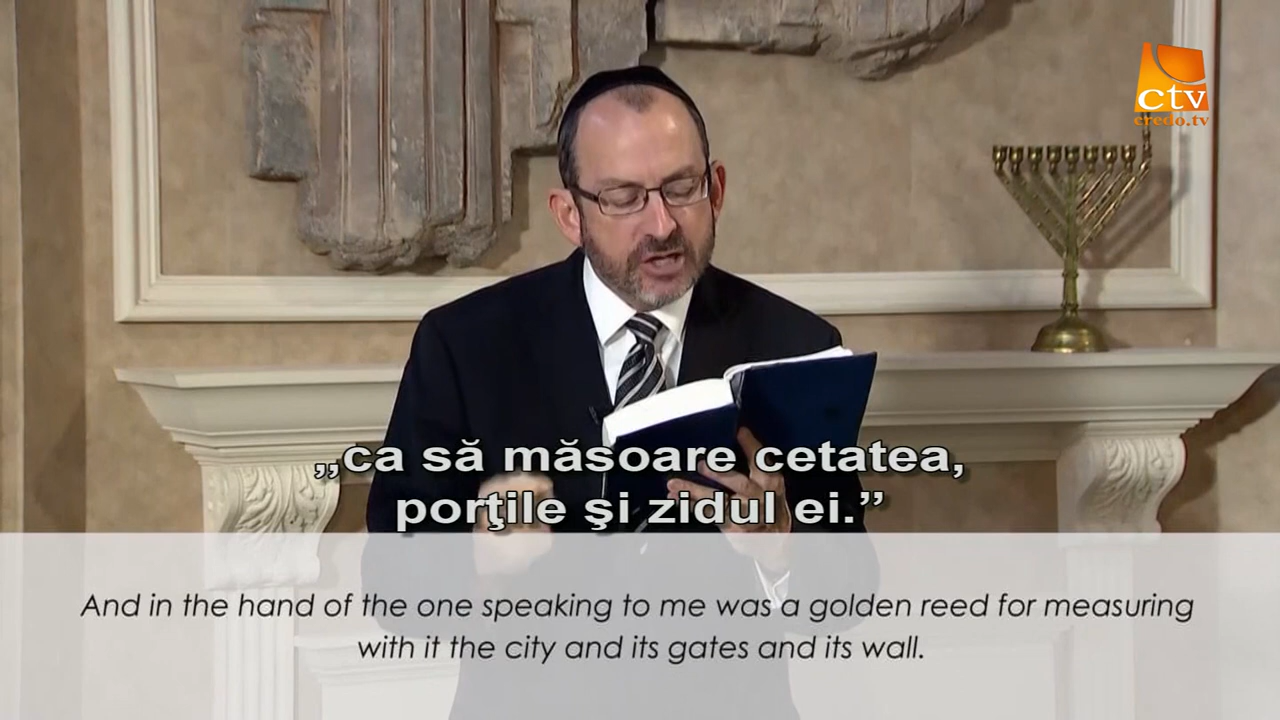 ctv
credo.tv
„ca să măsoare cetatea,
porţile şi zidul ei.”
And in the hand of the one speaking to me was a golden reed for measuring
with it the city and its gates and its wall.